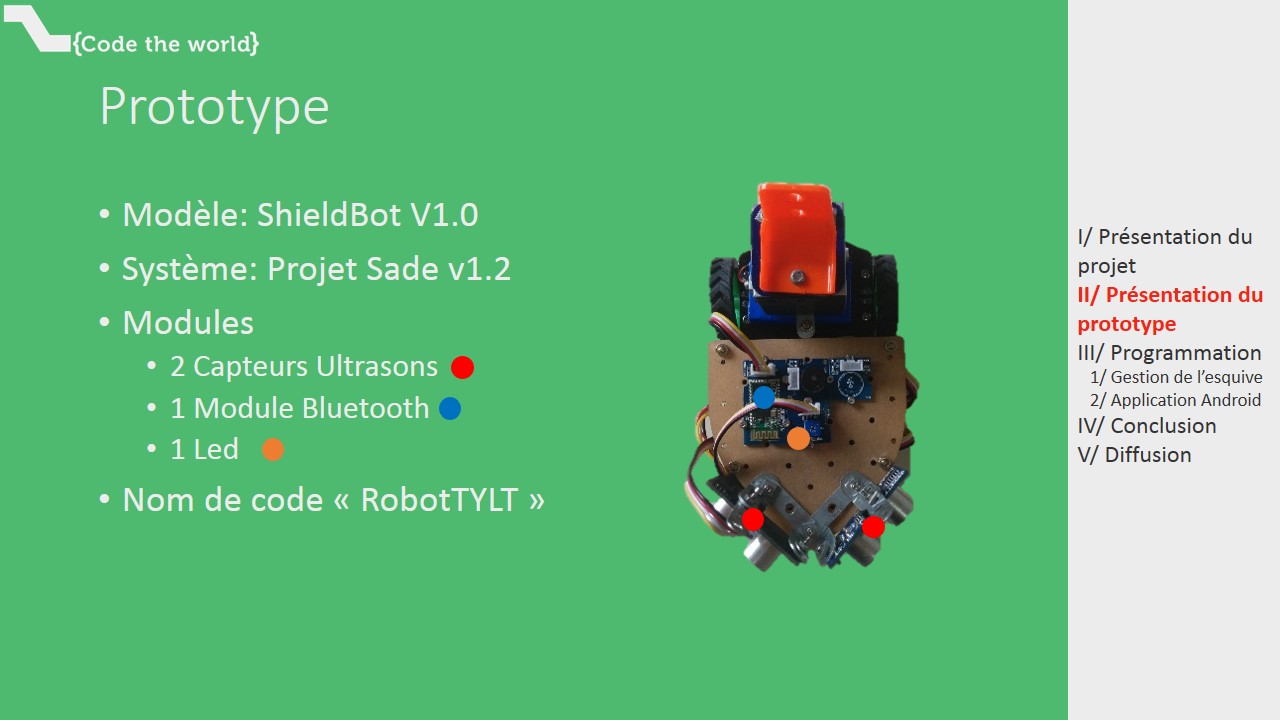 {Code the world}
Prototype
• Modèle: ShieldBot V1.0
• Système: Projet Sade v1.2
• Modules
• 2 Capteurs Ultrasons
• 1 Module Bluetooth
• 1 Led
• Nom de code « RobotTYLT »
I/ Présentation du
projet
II/ Présentation du
prototype
III/ Programmation
1/ Gestion de l’esquive
2/ Application Android
IV/ Conclusion
V/ Diffusion